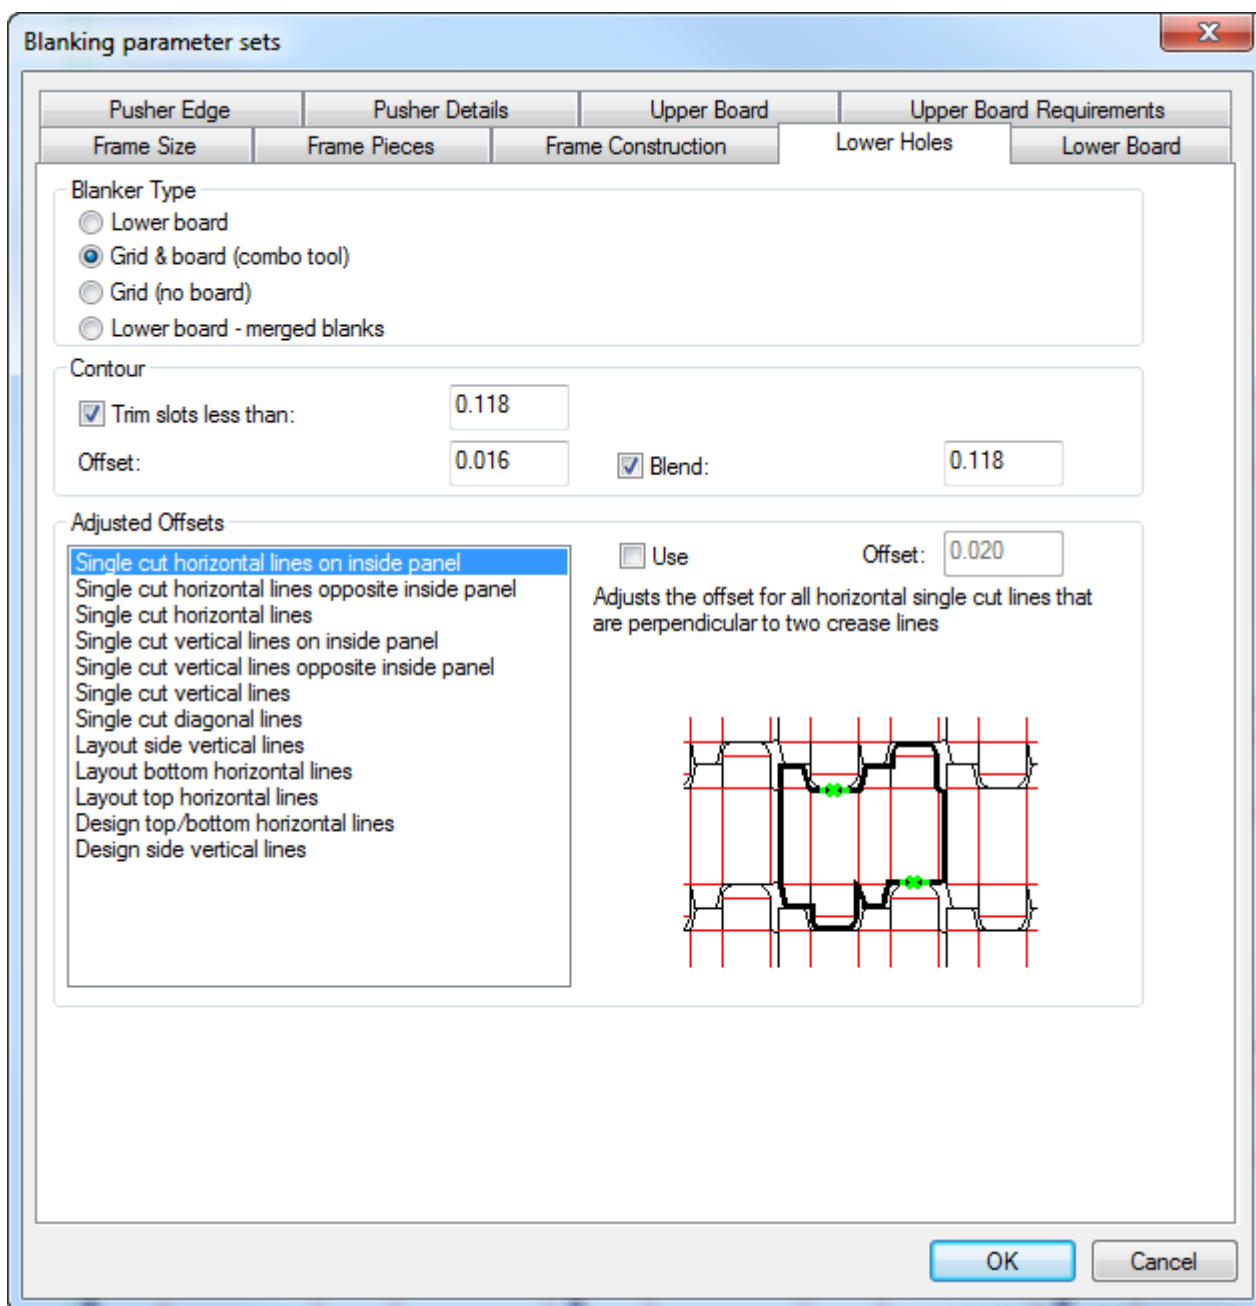 Blanking parameter sets
Pusher Edge
Pusher Details
Upper Board
Upper Board Requirements
Frame Size
Frame Pieces
Frame Construction
Lower Holes
Lower Board
Blanker Type
Lower board
Grid & board (combo tool)
Grid (no board)
Lower board - merged blanks
Contour
Trim slots less than:
0.118
Offset:
0.016
Blend:
0.118
Adjusted Offsets
Single cut horizontal lines on inside panel
Single cut horizontal lines opposite inside panel
Single cut horizontal lines
Single cut vertical lines on inside panel
Single cut vertical lines opposite inside panel
Single cut vertical lines
Single cut diagonal lines
Layout side vertical lines
Layout bottom horizontal lines
Layout top horizontal lines
Design top/bottom horizontal lines
Design side vertical lines
Use
Offset:
0.020
Adjusts the offset for all horizontal single cut lines that
are perpendicular to two crease lines
OK
Cancel